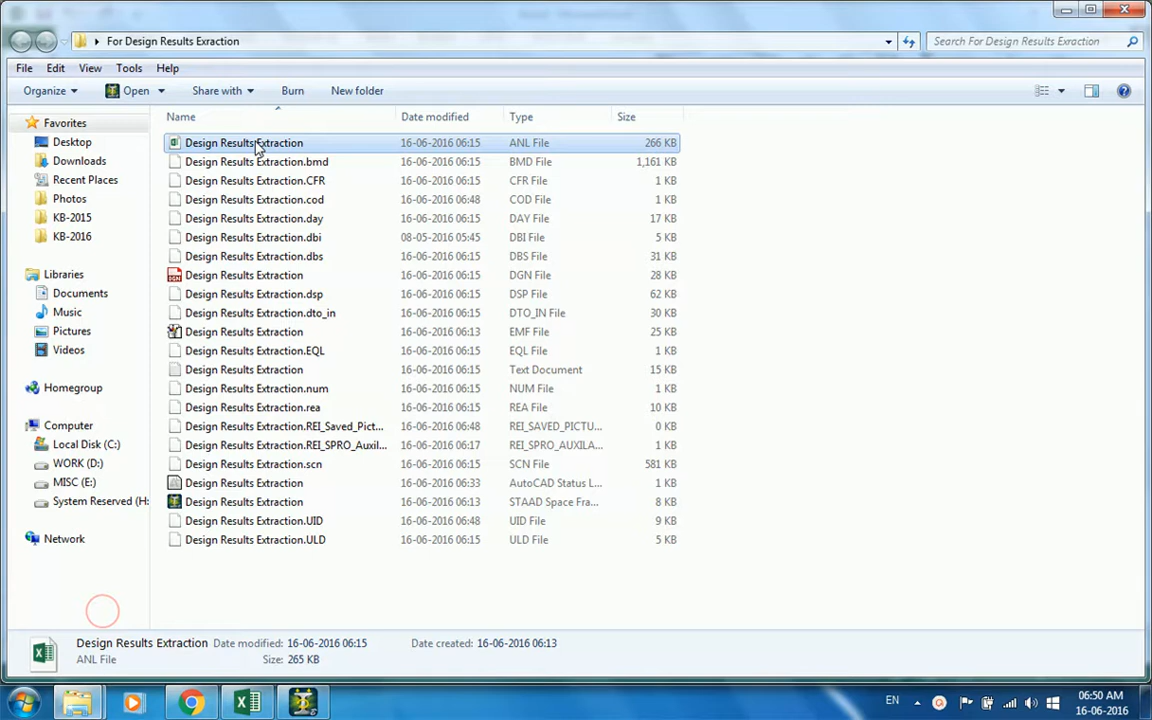 For Design Results Exraction
Search For Design Results Exraction
File Edit View Tools Help
Organize Open Share with Burn New folder
Name Date modified Type Size
Favorites
Desktop
Downloads
Recent Places
Photos
KB-2015
KB-2016
Libraries
Documents
Music
Pictures
Videos
Homegroup
Computer
Local Disk (C:)
WORK (D:)
MISC (E:)
System Reserved (H:
Network
Design Results Extraction 16-06-2016 06:15 ANL File 266 KB
Design Results Extraction.bmd 16-06-2016 06:15 BMD File 1,161 KB
Design Results Extraction.CFR 16-06-2016 06:15 CFR File 1 KB
Design Results Extraction.cod 16-06-2016 06:48 COD File 1 KB
Design Results Extraction.day 16-06-2016 06:15 DAY File 17 KB
Design Results Extraction.dbi 08-05-2016 05:45 DBI File 5 KB
Design Results Extraction.dbs 16-06-2016 06:15 DBS File 31 KB
Design Results Extraction 16-06-2016 06:15 DGN File 28 KB
Design Results Extraction.dsp 16-06-2016 06:15 DSP File 62 KB
Design Results Extraction.dto_in 16-06-2016 06:15 DTO_IN File 30 KB
Design Results Extraction 16-06-2016 06:13 EMF File 25 KB
Design Results Extraction.EQL 16-06-2016 06:15 EQL File 1 KB
Design Results Extraction 16-06-2016 06:15 Text Document 15 KB
Design Results Extraction.num 16-06-2016 06:15 NUM File 1 KB
Design Results Extraction.rea 16-06-2016 06:15 REA File 10 KB
Design Results Extraction.REI_Saved_Pict... 16-06-2016 06:48 REI_SAVED_PICTU... 0 KB
Design Results Extraction.REI_SPRO_Auxil... 16-06-2016 06:17 REI_SPRO_AUXILA... 1 KB
Design Results Extraction.scn 16-06-2016 06:15 SCN File 581 KB
Design Results Extraction 16-06-2016 06:33 AutoCAD Status L... 1 KB
Design Results Extraction 16-06-2016 06:13 STAAD Space Fra... 8 KB
Design Results Extraction.UID 16-06-2016 06:48 UID File 9 KB
Design Results Extraction.ULD 16-06-2016 06:15 ULD File 5 KB
Design Results Extraction Date modified: 16-06-2016 06:15 Date created: 16-06-2016 06:13
ANL File Size: 265 KB
EN 06:50 AM
16-06-2016